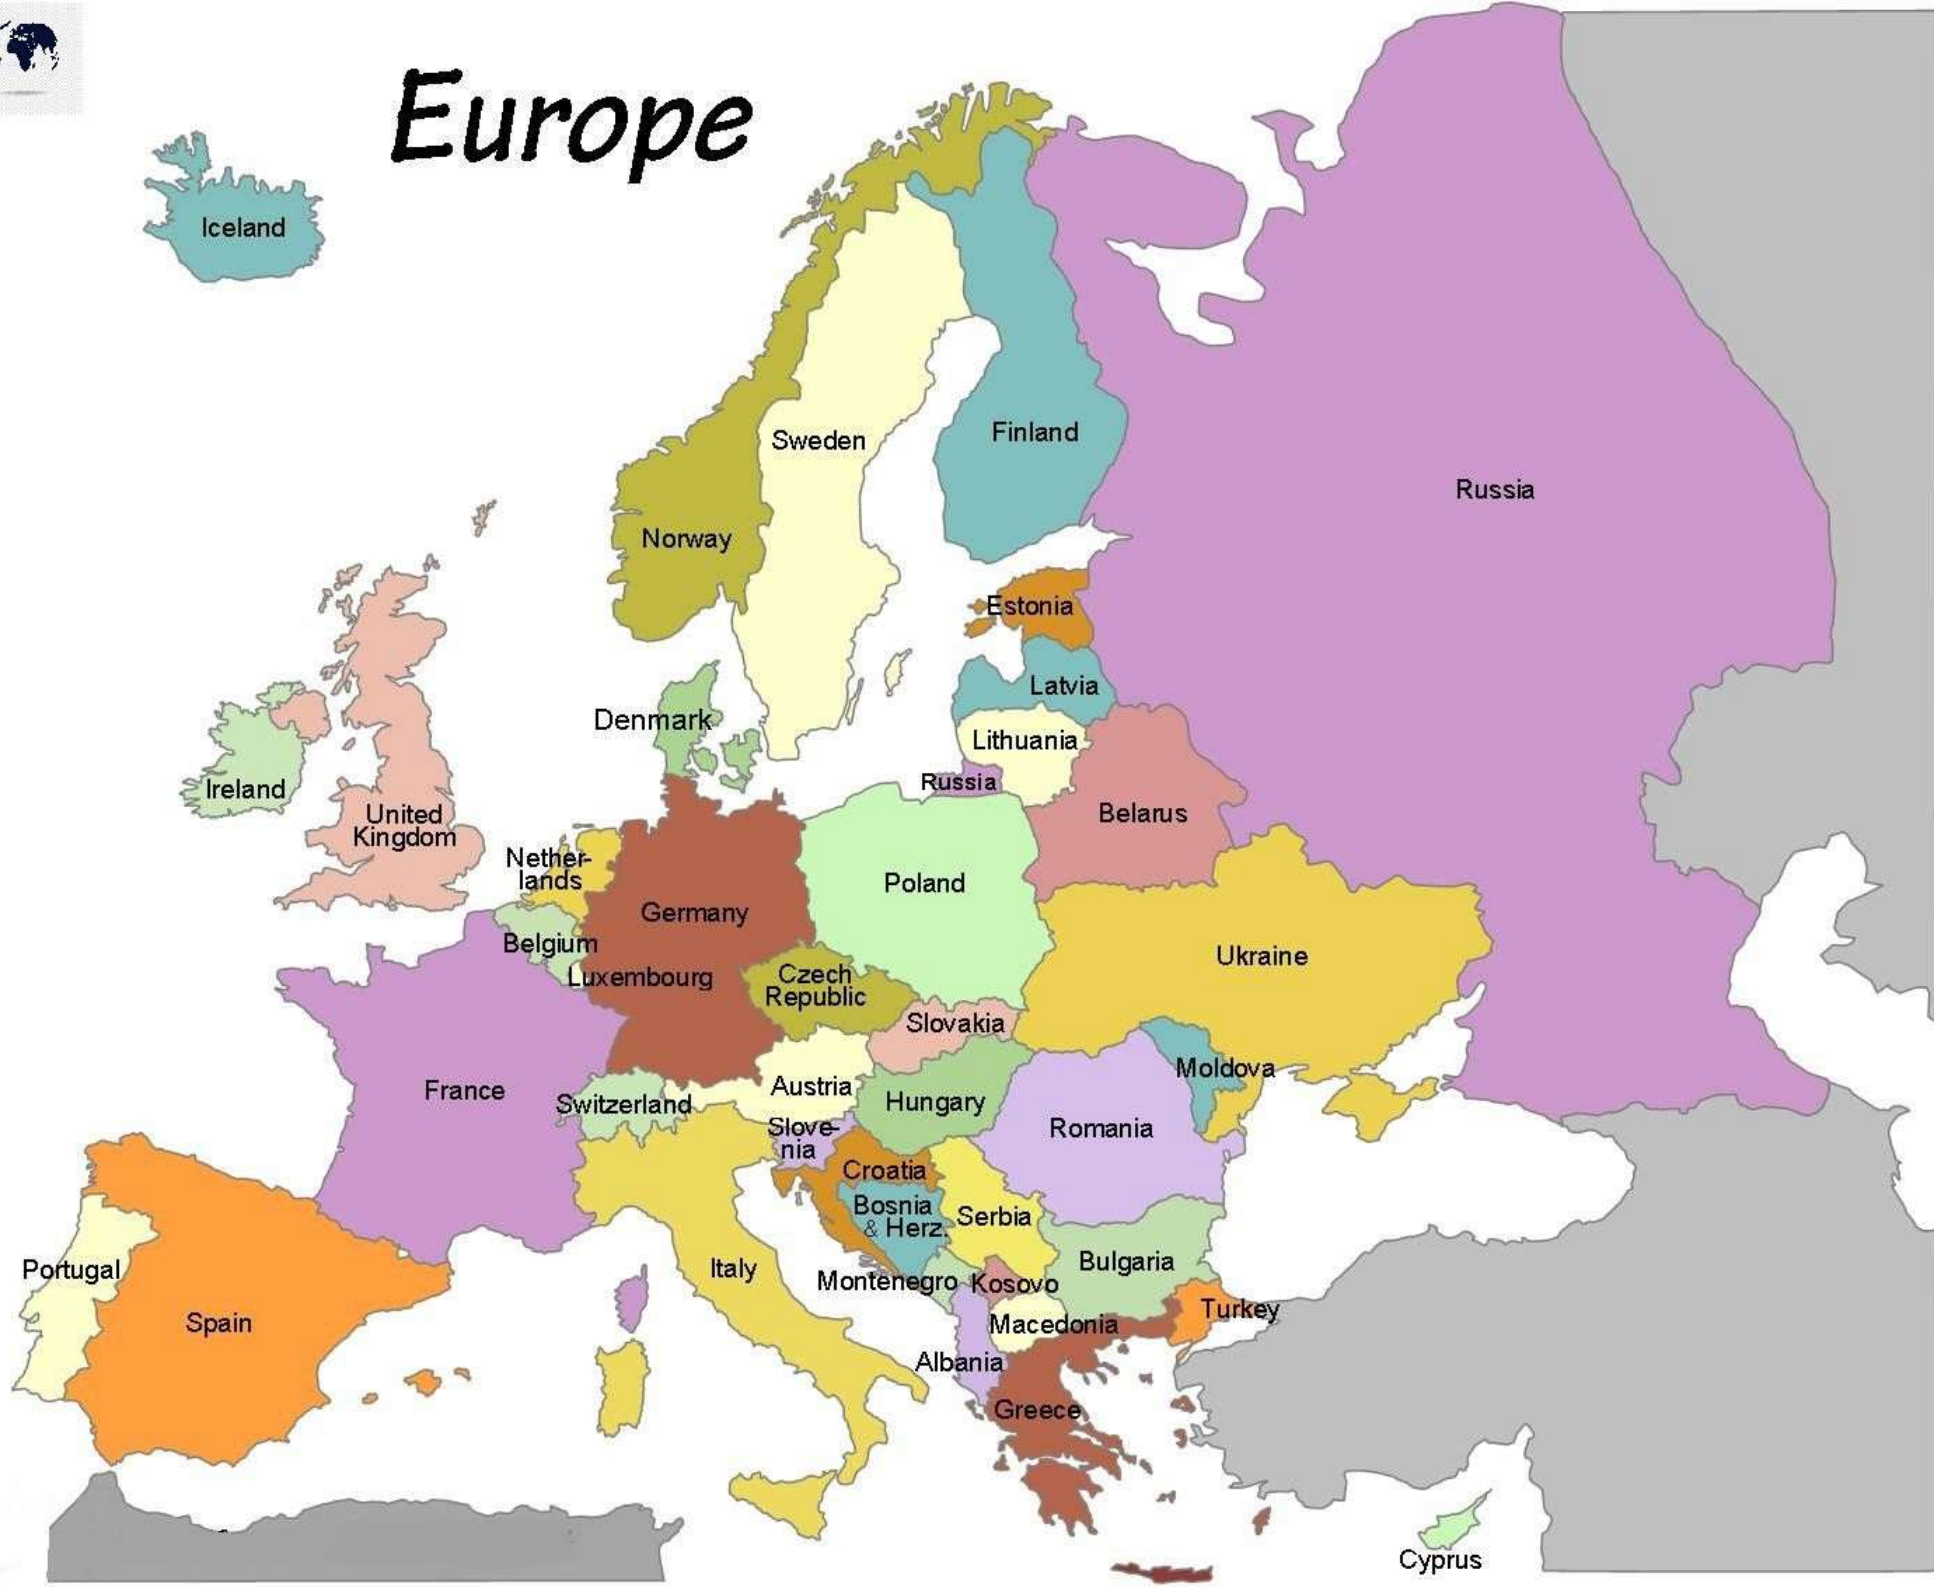 Europe
Iceland
Sweden
Finland
Russia
Norway
Estonia
Latvia
Denmark
Lithuania
Russia
Ireland
United
Kingdom
Belarus
Nether-
lands
Poland
Germany
Belgium
Ukraine
Luxembourg
Czech
Republic
Slovakia
Moldova
France
Austria
Switzerland
Hungary
Slove-
nia
Romania
Croatia
Bosnia
& Herz.
Serbia
Portugal
Italy
Bulgaria
Montenegro
Kosovo
Spain
Turkey
Macedonia
Albania
Greece
Cyprus